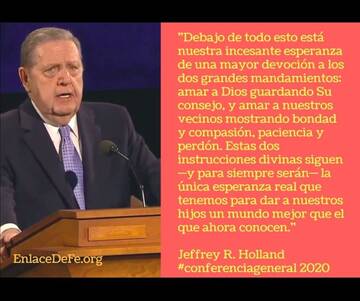 "Debajo de todo esto está
nuestra incesante esperanza
de una mayor devoción a los
dos grandes mandamientos:
amar a Dios guardando Su
consejo, y amar a nuestros
vecinos mostrando bondad
y compasión, paciencia y
perdón. Estas dos
instrucciones divinas siguen
—y para siempre serán— la
única esperanza real que
tenemos para dar a nuestros
hijos un mundo mejor que el
que ahora conocen."
Jeffrey R. Holland
#conferenciageneral 2020
EnlaceDeFe.org